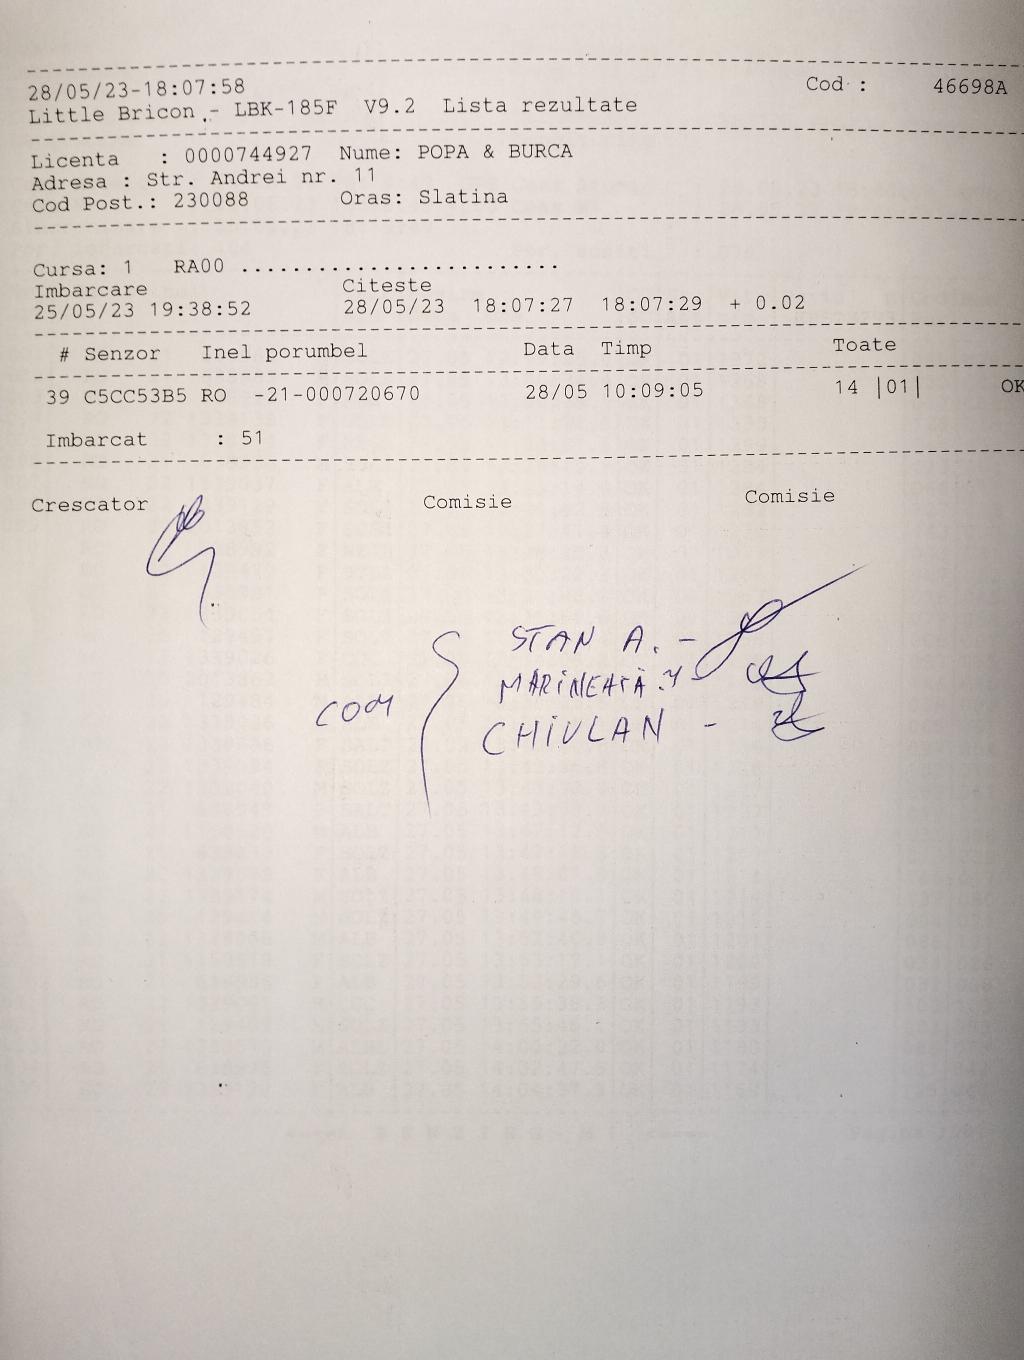 28/05/23-18:07:58 Cod : 46698A
Little Bricon - LBK-185F V9.2 Lista rezultate
Licenta : 0000744927 Nume: POPA & BURCA
Adresa : Str. Andrei nr. 11
Cod Post.: 230088 Oras: Slatina
Cursa: 1 RA00 .........................
Imbarcare Citeste
25/05/23 19:38:52 28/05/23 18:07:27 18:07:29 + 0.02
# Senzor Inel porumbel Data Timp Toate
39 C5CC53B5 RO -21-000720670 28/05 10:09:05 14 |01| OK
Imbarcat : 51
Crescator Comisie Comisie
STAN A. -
COM
CHIULAN -